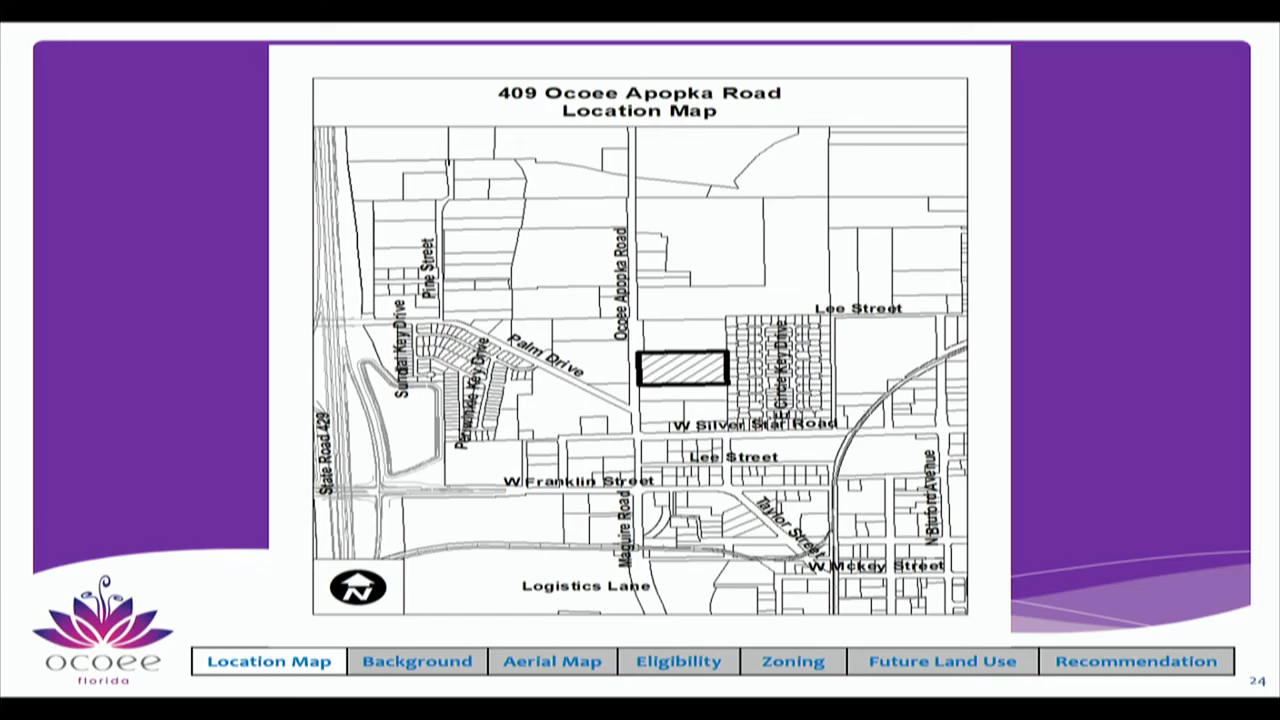 409 Ocoee Apopka Road
Location Map
Lee Street
Pine Street
Ocoee Apopka Road
Sundial Key Drive
Palm Drive
Periwinkle Key Drive
E Circle Key Drive
W Silver Star Road
State Road 429
Lee Street
W Franklin Street
N Bluford Avenue
Maguire Road
Taylor Street
W Mckey Street
Logistics Lane
N
ocoee
florida
Location Map
Background
Aerial Map
Eligibility
Zoning
Future Land Use
Recommendation
24